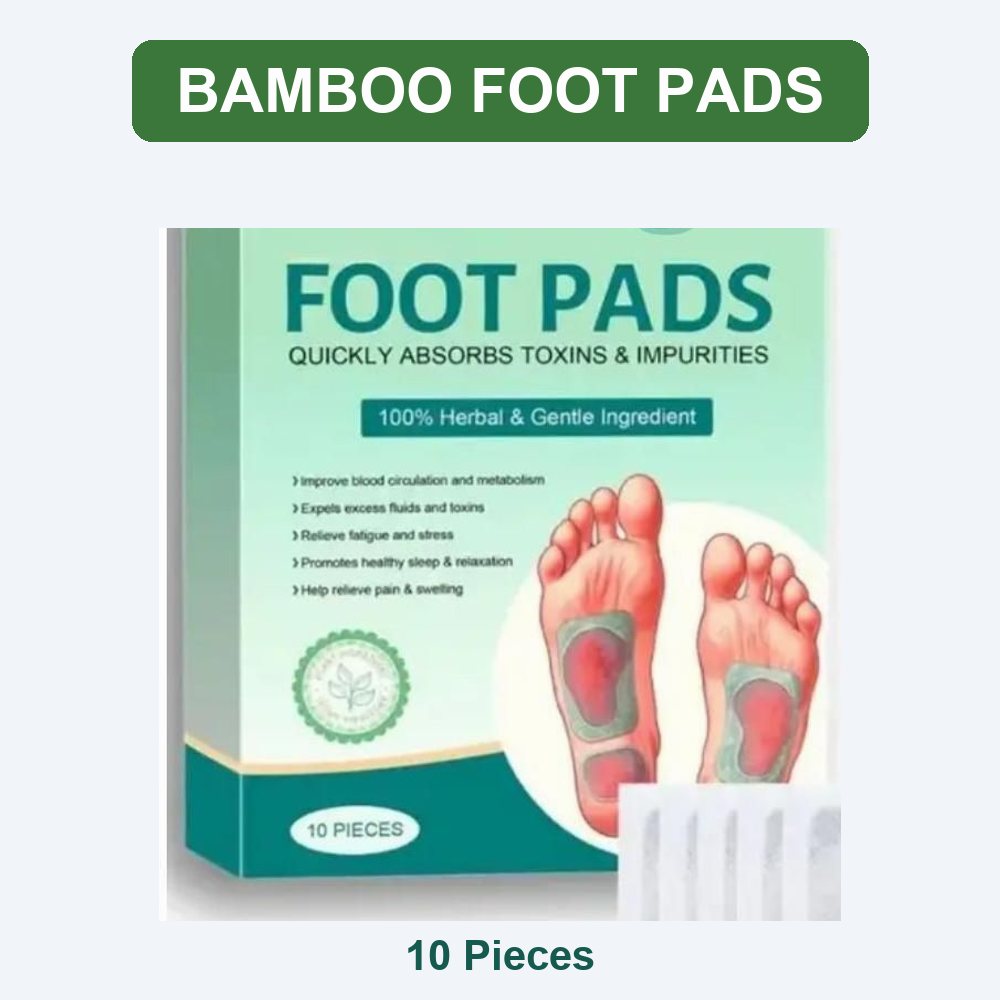 BAMBOO FOOT PADS
FOOT PADS
QUICKLY ABSORBS TOXINS & IMPURITIES
100% Herbal & Gentle Ingredient
Improve blood circulation and metabolism
Expels excess fluids and toxins
Relieve fatigue and stress
Promotes healthy sleep & relaxation
Help relieve pain & swelling
10 PIECES
10 Pieces